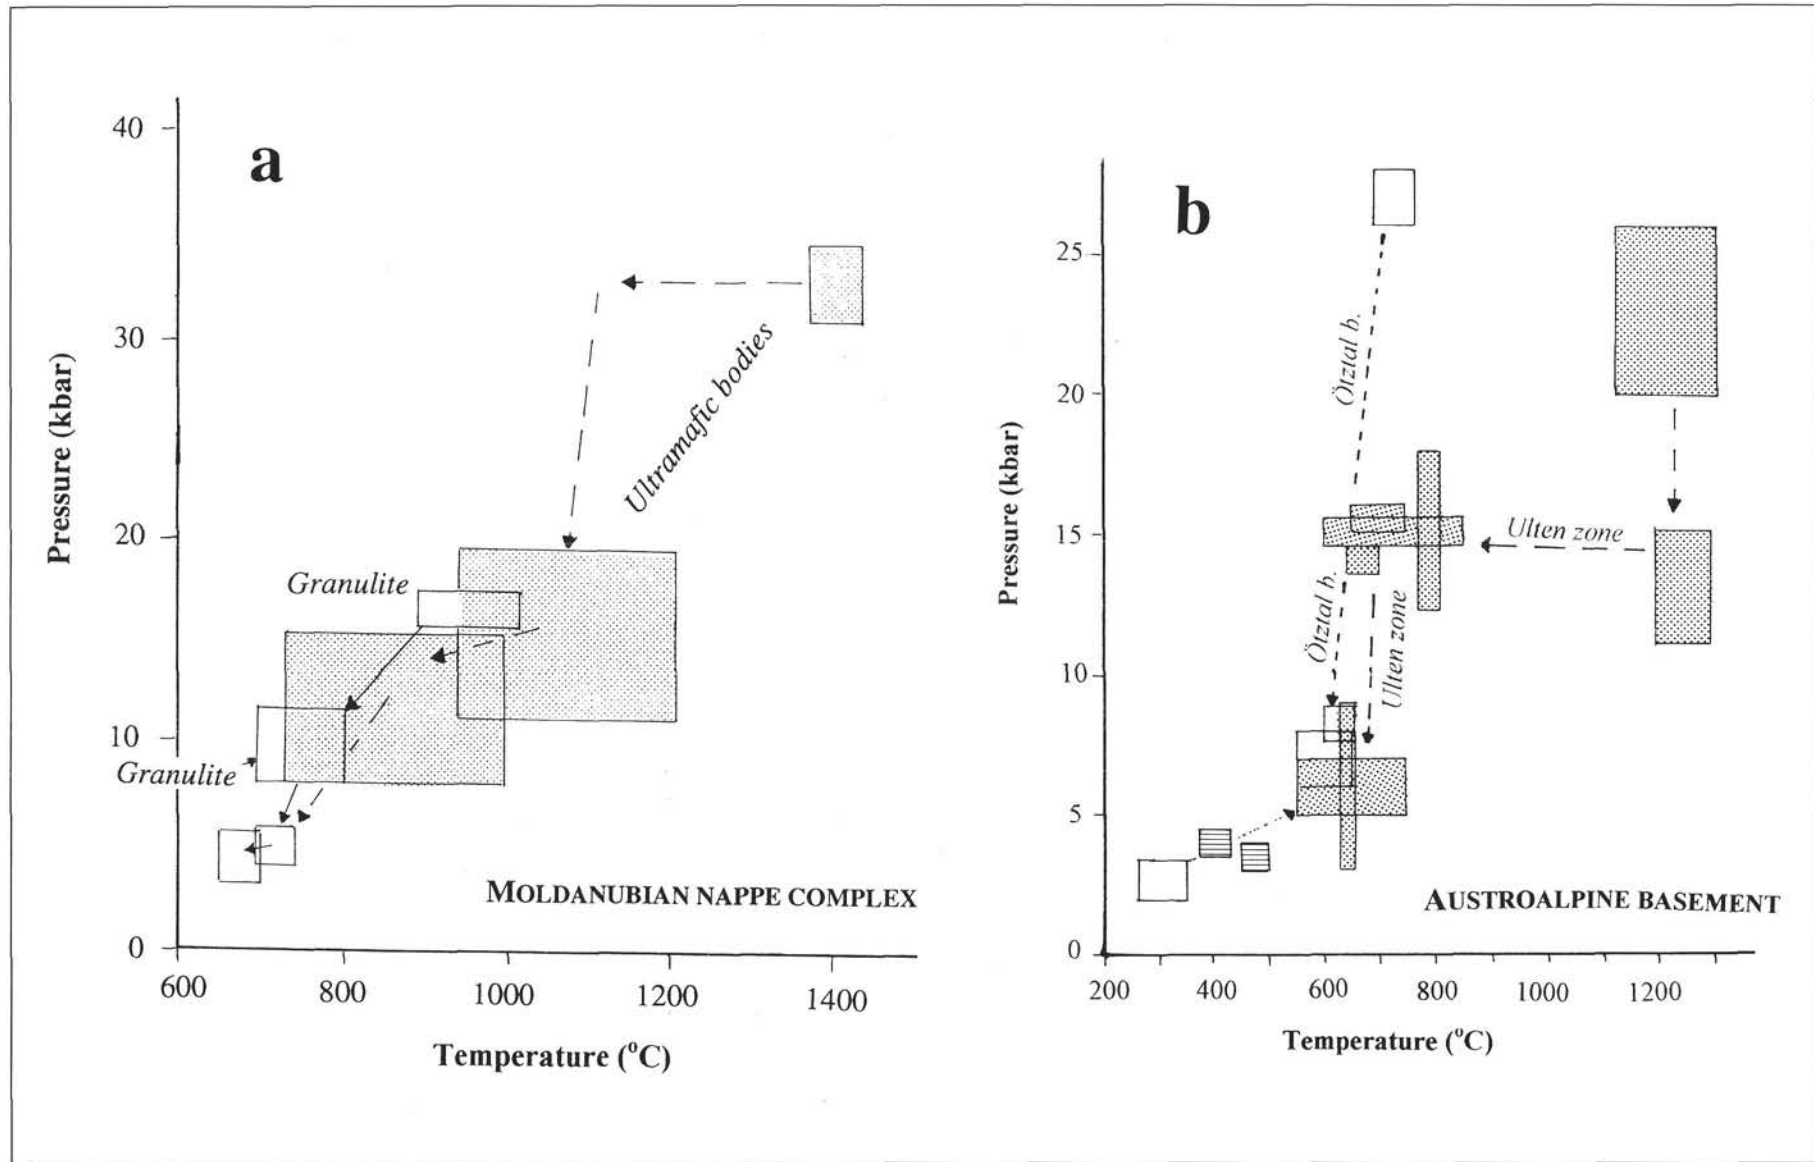 a
40
30
20
10
0
Pressure (kbar)
Ultramafic bodies
Granulite
Granulite
MOLDANUBIAN NAPPE COMPLEX
600 800 1000 1200 1400
Temperature (°C)
b
25
20
15
10
5
0
Pressure (kbar)
Ötztal b.
Ulten zone
Ötztal b.
Ulten zone
AUSTROALPINE BASEMENT
200 400 600 800 1000 1200
Temperature (°C)